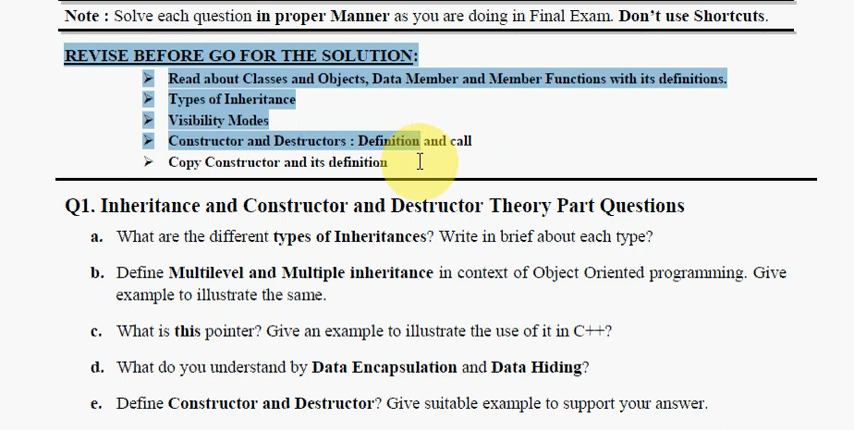 Note : Solve each question in proper Manner as you are doing in Final Exam. Don't use Shortcuts.
REVISE BEFORE GO FOR THE SOLUTION:
➢ Read about Classes and Objects, Data Member and Member Functions with its definitions.
➢ Types of Inheritance
➢ Visibility Modes
➢ Constructor and Destructors : Definition and call
➢ Copy Constructor and its definition
Q1. Inheritance and Constructor and Destructor Theory Part Questions
a. What are the different types of Inheritances? Write in brief about each type?
b. Define Multilevel and Multiple inheritance in context of Object Oriented programming. Give
example to illustrate the same.
c. What is this pointer? Give an example to illustrate the use of it in C++?
d. What do you understand by Data Encapsulation and Data Hiding?
e. Define Constructor and Destructor? Give suitable example to support your answer.